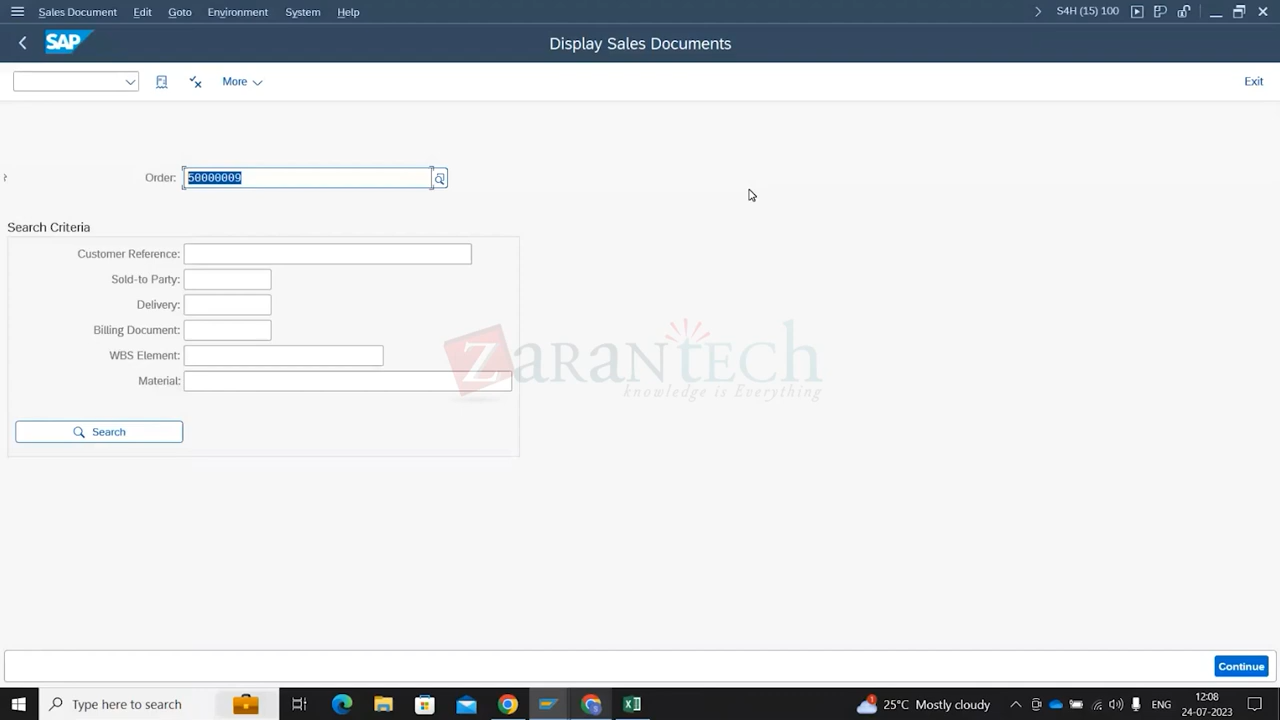 Sales Document Edit Goto Environment System Help S4H (15) 100
SAP Display Sales Documents
More Exit
Order: 50000009
Search Criteria
Customer Reference:
Sold-to Party:
Delivery:
Billing Document:
WBS Element:
Material:
zarantech
knowledge is Everything
Search
Continue
Type here to search 1 25°C Mostly cloudy ENG 12:08
24-07-2023